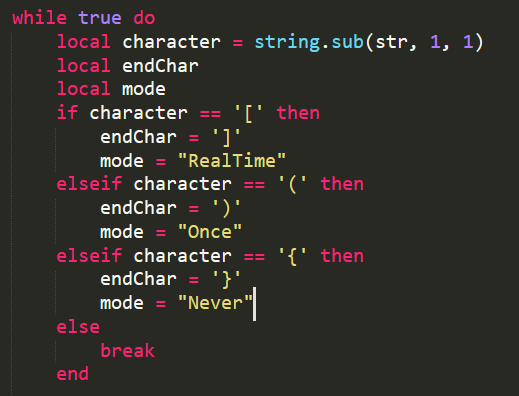 while true do
    local character = string.sub(str, 1, 1)
    local endChar
    local mode
    if character == '[' then
        endChar = ']'
        mode = "RealTime"
    elseif character == '(' then
        endChar = ')'
        mode = "Once"
    elseif character == '{' then
        endChar = '}'
        mode = "Never"
    else
        break
    end